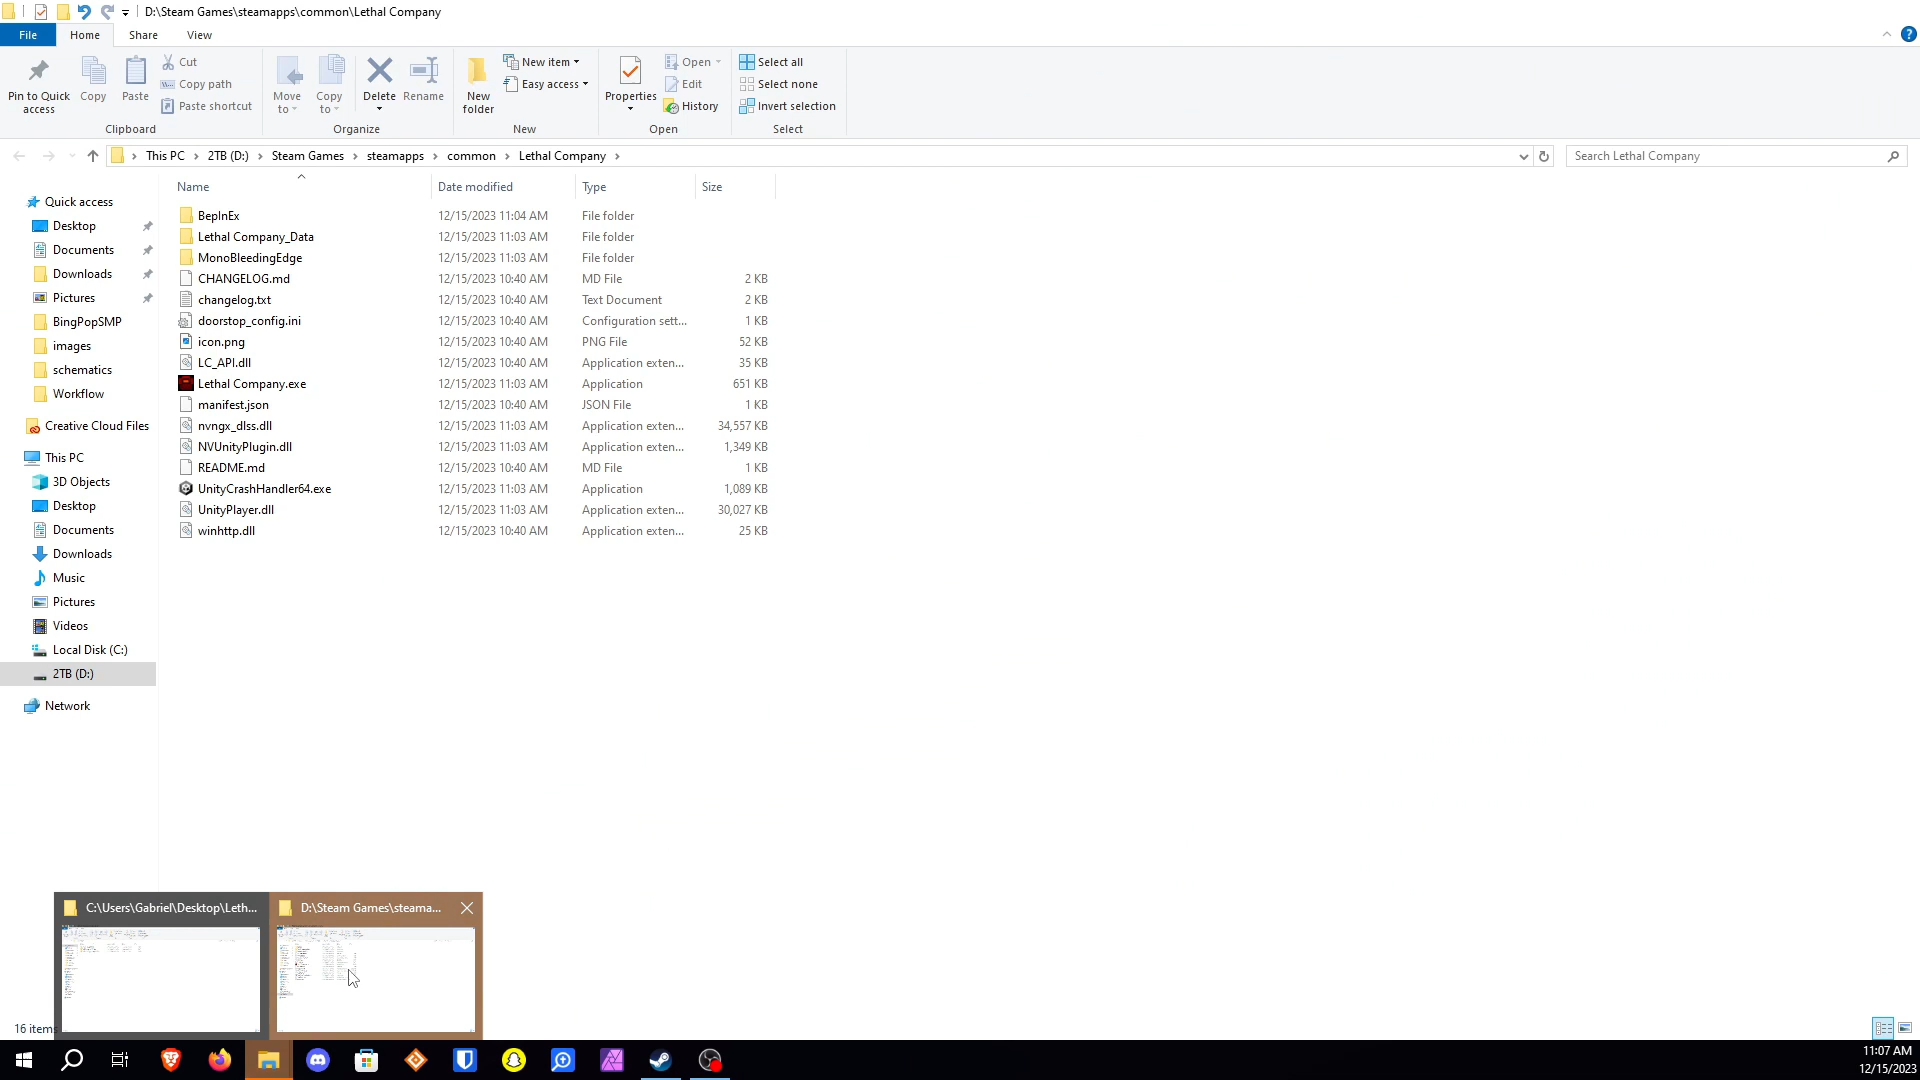 D:\Steam Games\steamapps\common\Lethal Company
File Home Share View
Pin to Quick access
Copy
Paste
Cut
Copy path
Paste shortcut
Clipboard
Move to
Copy to
Delete
Rename
Organize
New folder
New item
Easy access
New
Properties
Open
Edit
History
Open
Select all
Select none
Invert selection
Select
This PC > 2TB (D:) > Steam Games > steamapps > common > Lethal Company >
Search Lethal Company
Name Date modified Type Size
Quick access
Desktop
Documents
Downloads
Pictures
BingPopSMP
images
schematics
Workflow
Creative Cloud Files
This PC
3D Objects
Desktop
Documents
Downloads
Music
Pictures
Videos
Local Disk (C:)
2TB (D:)
Network
BepInEx 12/15/2023 11:04 AM File folder
Lethal Company_Data 12/15/2023 11:03 AM File folder
MonoBleedingEdge 12/15/2023 11:03 AM File folder
CHANGELOG.md 12/15/2023 10:40 AM MD File 2 KB
changelog.txt 12/15/2023 10:40 AM Text Document 2 KB
doorstop_config.ini 12/15/2023 10:40 AM Configuration sett... 1 KB
icon.png 12/15/2023 10:40 AM PNG File 52 KB
LC_API.dll 12/15/2023 10:40 AM Application exten... 35 KB
Lethal Company.exe 12/15/2023 11:03 AM Application 651 KB
manifest.json 12/15/2023 10:40 AM JSON File 1 KB
nvngx_dlss.dll 12/15/2023 11:03 AM Application exten... 34,557 KB
NVUnityPlugin.dll 12/15/2023 11:03 AM Application exten... 1,349 KB
README.md 12/15/2023 10:40 AM MD File 1 KB
UnityCrashHandler64.exe 12/15/2023 11:03 AM Application 1,089 KB
UnityPlayer.dll 12/15/2023 11:03 AM Application exten... 30,027 KB
winhttp.dll 12/15/2023 10:40 AM Application exten... 25 KB
C:\Users\Gabriel\Desktop\Leth...
D:\Steam Games\steama...
16 items
11:07 AM
12/15/2023